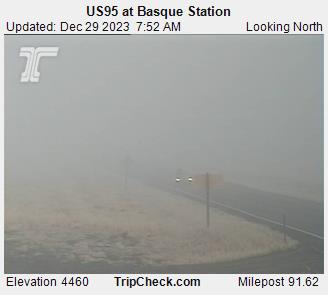 US95 at Basque Station
Updated: Dec 29 2023 7:52 AM Looking North
Elevation 4460 TripCheck.com Milepost 91.62